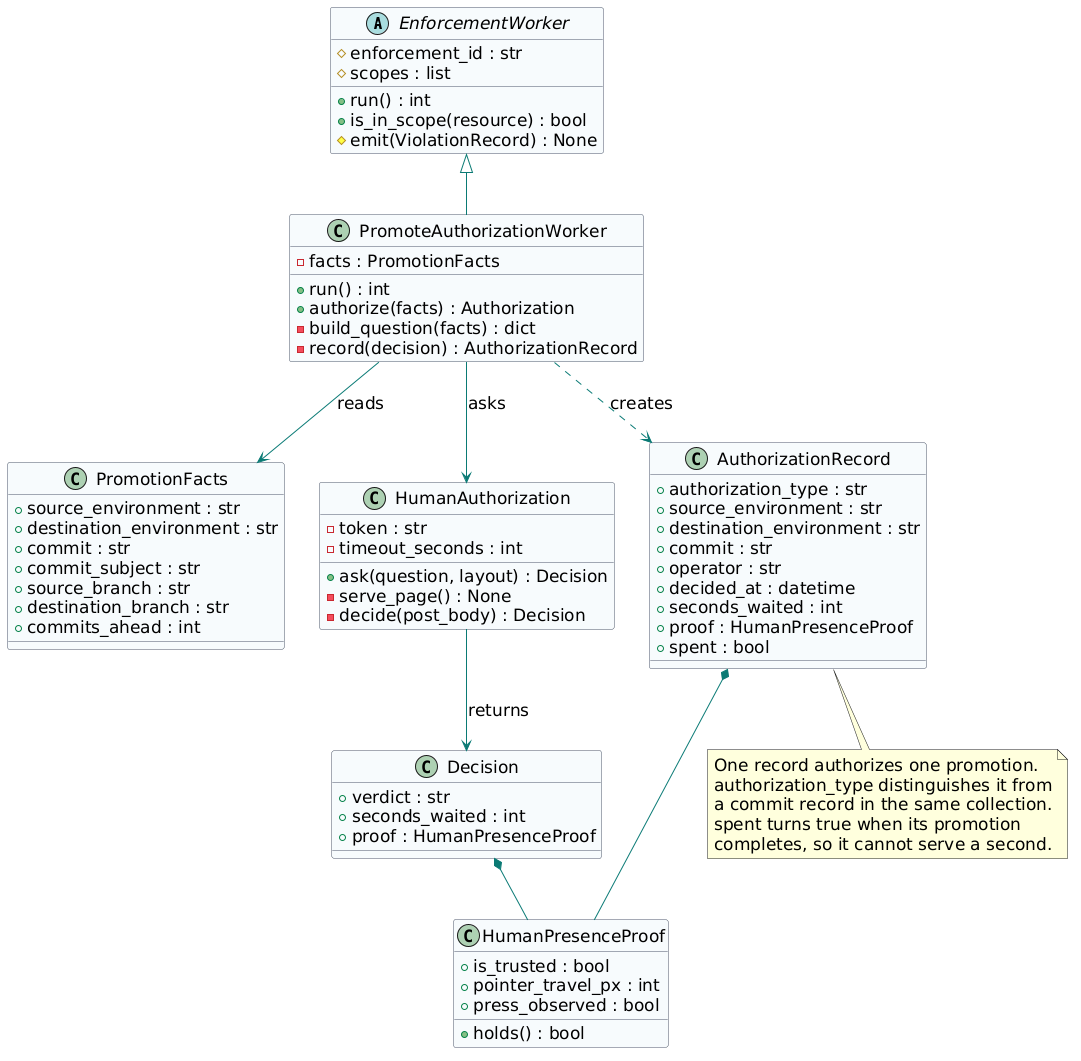 A EnforcementWorker
enforcement_id : str
scopes : list
run() : int
is_in_scope(resource) : bool
emit(ViolationRecord) : None
C PromoteAuthorizationWorker
facts : PromotionFacts
run() : int
authorize(facts) : Authorization
build_question(facts) : dict
record(decision) : AuthorizationRecord
reads
asks
creates
C PromotionFacts
source_environment : str
destination_environment : str
commit : str
commit_subject : str
source_branch : str
destination_branch : str
commits_ahead : int
C HumanAuthorization
token : str
timeout_seconds : int
ask(question, layout) : Decision
serve_page() : None
decide(post_body) : Decision
C AuthorizationRecord
authorization_type : str
source_environment : str
destination_environment : str
commit : str
operator : str
decided_at : datetime
seconds_waited : int
proof : HumanPresenceProof
spent : bool
returns
C Decision
verdict : str
seconds_waited : int
proof : HumanPresenceProof
One record authorizes one promotion.
authorization_type distinguishes it from
a commit record in the same collection.
spent turns true when its promotion
completes, so it cannot serve a second.
C HumanPresenceProof
is_trusted : bool
pointer_travel_px : int
press_observed : bool
holds() : bool